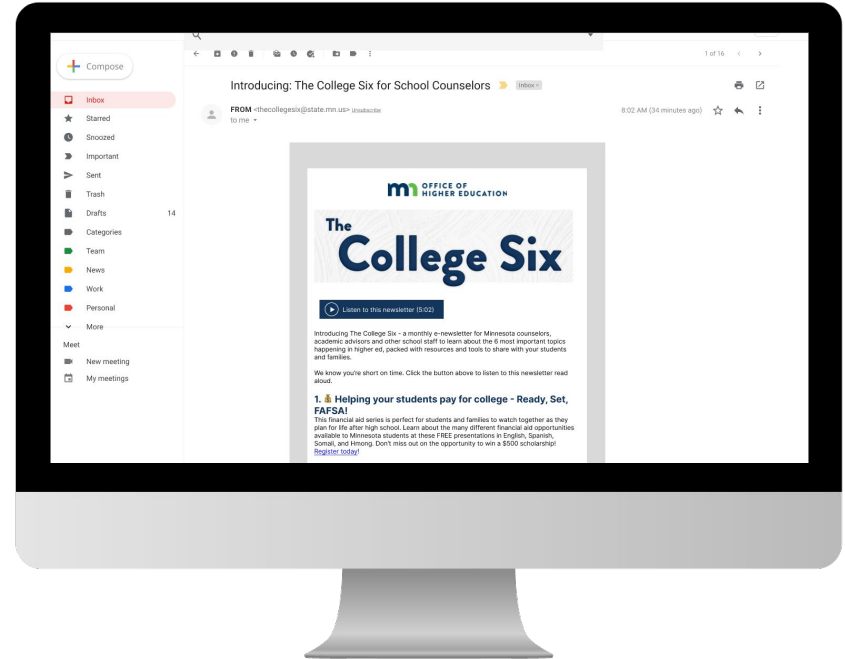 Compose
1 of 16
Inbox
Starred
Snoozed
Important
Sent
Trash
Drafts 14
Categories
Team
News
Work
Personal
More
Meet
New meeting
My meetings
Introducing: The College Six for School Counselors Inbox
FROM <thecollegesix@state.mn.us> Unsubscribe
8:02 AM (34 minutes ago)
to me
mn OFFICE OF
HIGHER EDUCATION
The
College Six
Listen to this newsletter (5:02)
Introducing The College Six - a monthly e-newsletter for Minnesota counselors,
academic advisors and other school staff to learn about the 6 most important topics
happening in higher ed, packed with resources and tools to share with your students
and families.
We know you're short on time. Click the button above to listen to this newsletter read
aloud.
1. 💰 Helping your students pay for college - Ready, Set,
FAFSA!
This financial aid series is perfect for students and families to watch together as they
plan for life after high school. Learn about the many different financial aid opportunities
available to Minnesota students at these FREE presentations in English, Spanish,
Somali, and Hmong. Don't miss out on the opportunity to win a $500 scholarship!
Register today!